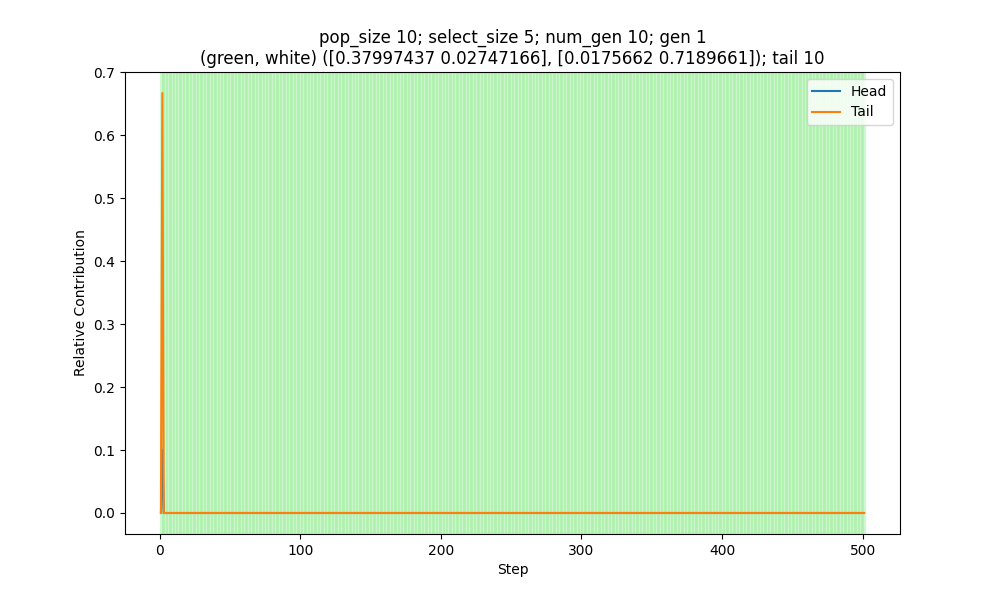 pop_size 10; select_size 5; num_gen 10; gen 1
(green, white) ([0.37997437 0.02747166], [0.0175662 0.7189661]); tail 10
0.7
0.6
0.5
0.4
0.3
0.2
0.1
0.0
Relative Contribution
Head
Tail
0 100 200 300 400 500
Step